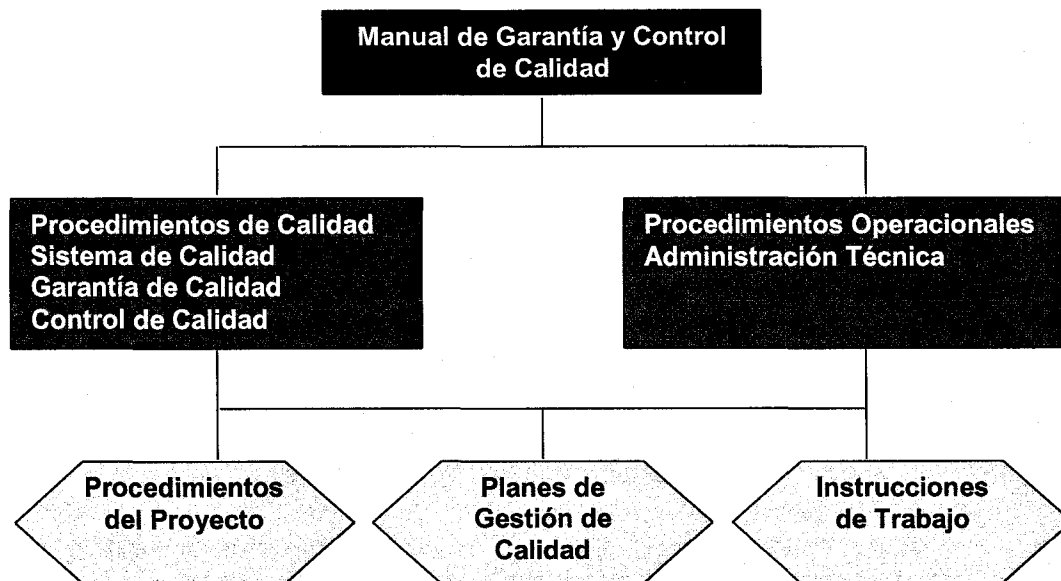 Manual de Garantía y Control
de Calidad
Procedimientos de Calidad
Sistema de Calidad
Garantía de Calidad
Control de Calidad
Procedimientos Operacionales
Administración Técnica
Procedimientos
del Proyecto
Planes de
Gestión de
Calidad
Instrucciones
de Trabajo